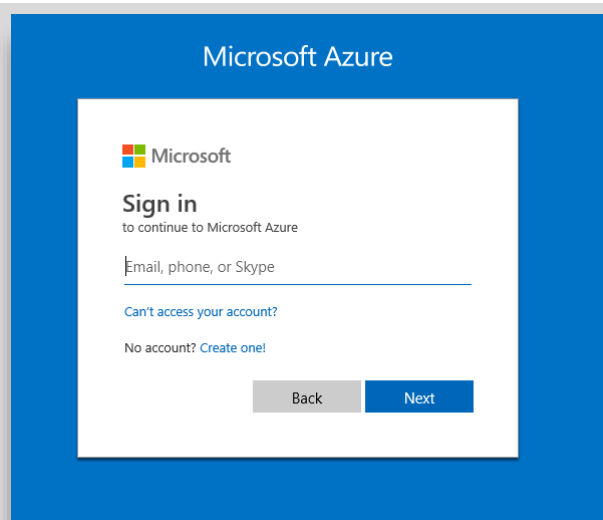 Microsoft Azure
Microsoft
Sign in
to continue to Microsoft Azure
Email, phone, or Skype
Can't access your account?
No account? Create one!
Back Next